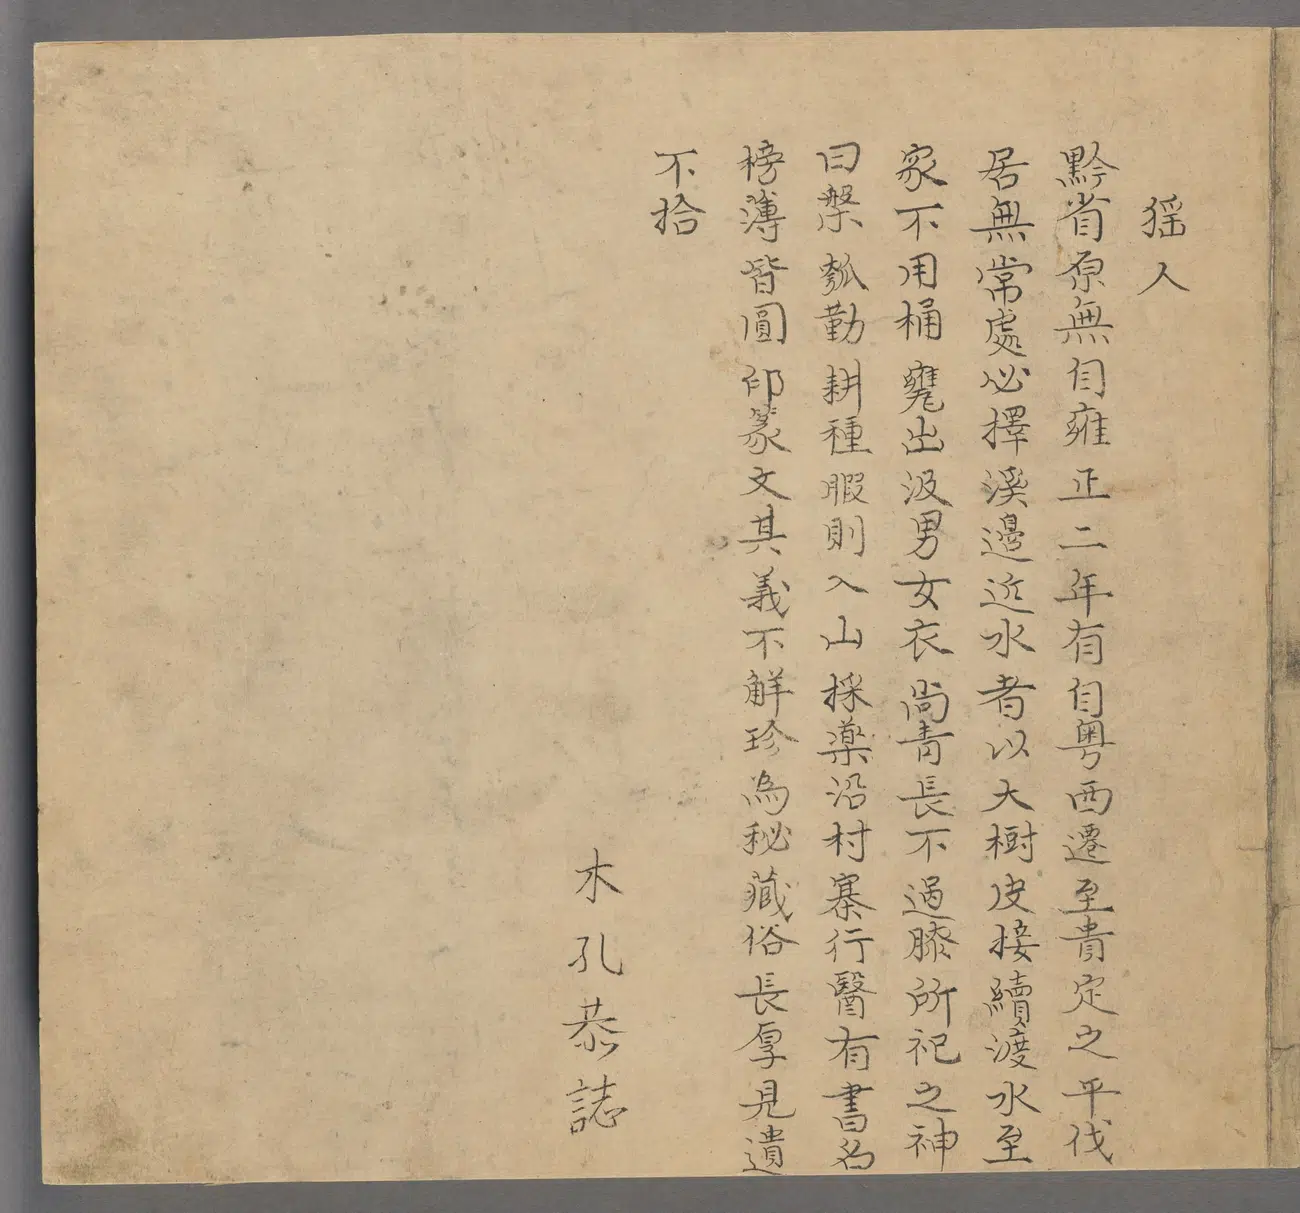 猺人
黔省原無自雍正二年有自粵西遷至貴定之平伐
居無常處必擇溪邊近水者以大樹皮接續渡水至
家不用桶甕出汲男女衣尚青長不過膝所祀之神
曰槃瓠勤耕種暇則入山採藥沿村寨行醫有書名
榜薄皆圓印篆文其義不解珍為秘藏俗長厚見遺
不拾
木孔恭誌